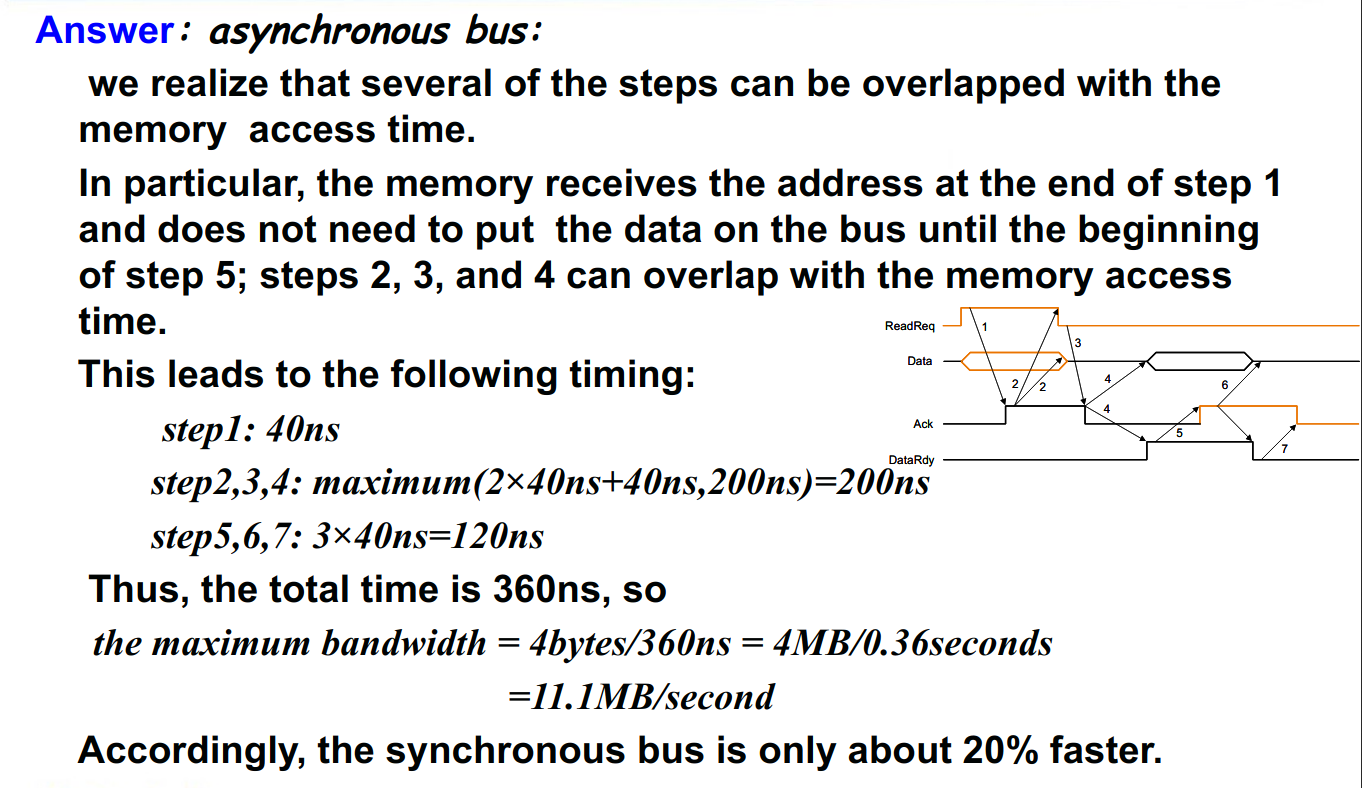 Answer: asynchronous bus:
we realize that several of the steps can be overlapped with the
memory access time.
In particular, the memory receives the address at the end of step 1
and does not need to put the data on the bus until the beginning
of step 5; steps 2, 3, and 4 can overlap with the memory access
time.
This leads to the following timing:
step1: 40ns
step2,3,4: maximum(2×40ns+40ns,200ns)=200ns
step5,6,7: 3×40ns=120ns
Thus, the total time is 360ns, so
the maximum bandwidth = 4bytes/360ns = 4MB/0.36seconds
=11.1MB/second
Accordingly, the synchronous bus is only about 20% faster.
ReadReq
1
3
Data
2
2
4
6
4
Ack
5
7
DataRdy